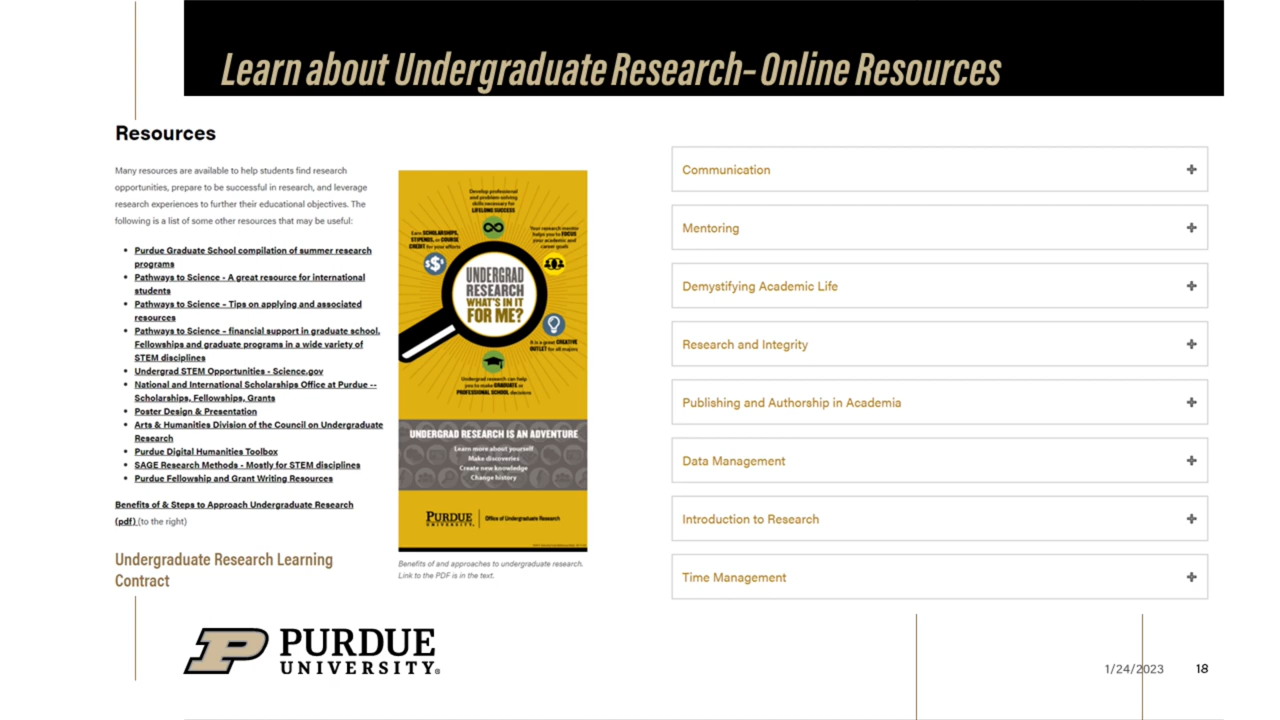 Learn about Undergraduate Research– Online Resources
Resources
Many resources are available to help students find research
opportunities, prepare to be successful in research, and leverage
research experiences to further their educational objectives. The
following is a list of some other resources that may be useful:
Purdue Graduate School compilation of summer research
programs
Pathways to Science - A great resource for international
students
Pathways to Science – Tips on applying and associated
resources
Pathways to Science – financial support in graduate school.
Fellowships and graduate programs in a wide variety of
STEM disciplines
Undergrad STEM Opportunities - Science.gov
National and International Scholarships Office at Purdue --
Scholarships, Fellowships, Grants
Poster Design & Presentation
Arts & Humanities Division of the Council on Undergraduate
Research
Purdue Digital Humanities Toolbox
SAGE Research Methods - Mostly for STEM disciplines
Purdue Fellowship and Grant Writing Resources
Benefits of & Steps to Approach Undergraduate Research
(pdf) (to the right)
Undergraduate Research Learning
Contract
Develop professional
and problem-solving
skills necessary for
LIFELONG SUCCESS
Earn SCHOLARSHIPS,
STIPENDS, or COURSE
CREDIT for your efforts
Your research mentor
helps you to FOCUS
your academic and
career goals
$
UNDERGRAD
RESEARCH
WHAT'S IN IT
FOR ME?
It is a great CREATIVE
OUTLET for all majors
Undergrad research can help
you to make GRADUATE or
PROFESSIONAL SCHOOL decisions
UNDERGRAD RESEARCH IS AN ADVENTURE
Learn more about yourself
Make discoveries
Create new knowledge
Change history
PURDUE
UNIVERSITY
Office of Undergraduate Research
Benefits of and approaches to undergraduate research.
Link to the PDF is in the text.
Communication
Mentoring
Demystifying Academic Life
Research and Integrity
Publishing and Authorship in Academia
Data Management
Introduction to Research
Time Management
P PURDUE
UNIVERSITY®
1/24/2023 18